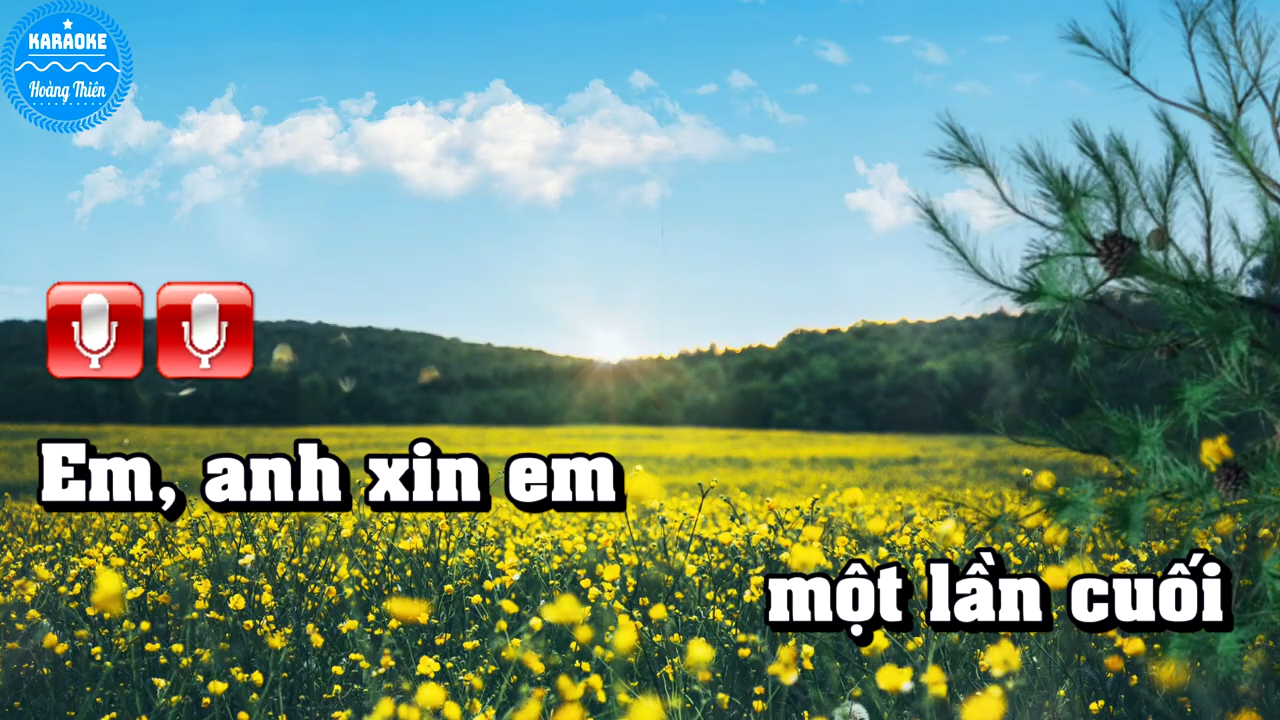 KARAOKE
Hoàng Thiên
Em, anh xin em
một lần cuối